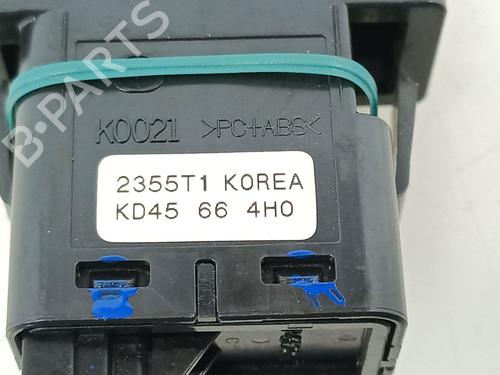 B-PARTS
K0021 >PC+ABS<
2355T1 KOREA
KD45 66 4H0